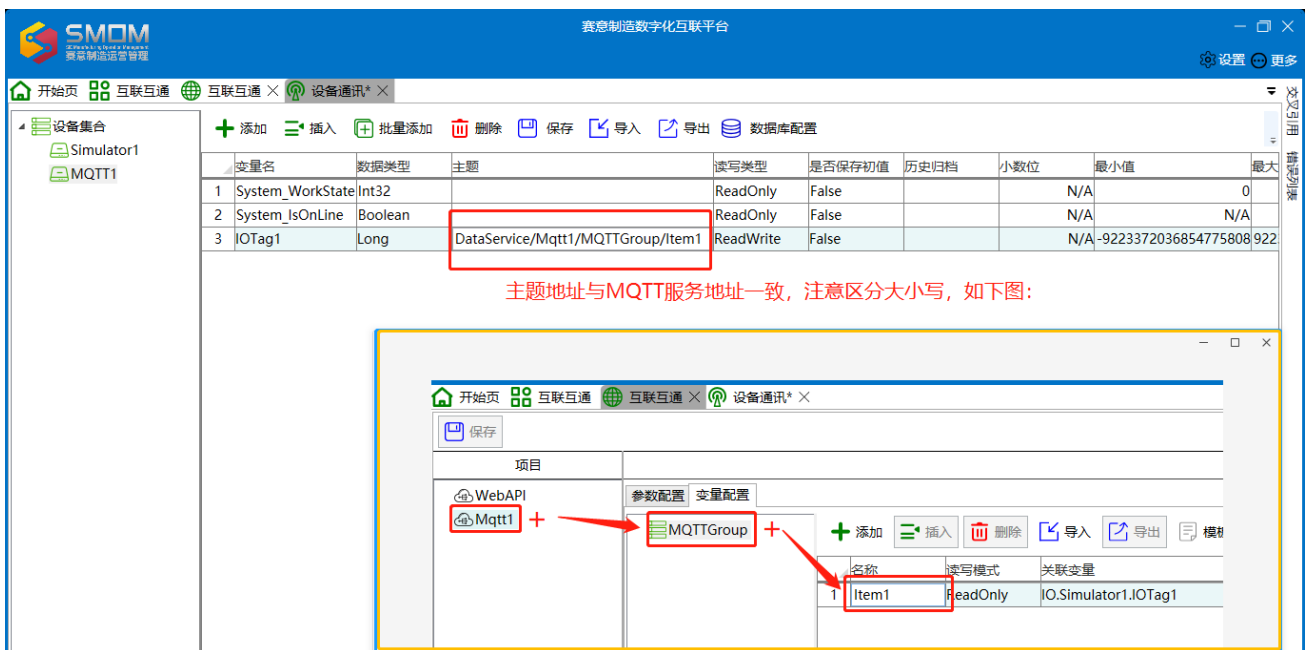 赛意制造数字化互联平台
SMOM
赛意制造运营管理
设置 更多
开始页 互联互通 互联互通 设备通讯*
交叉引用
错误列表
设备集合
Simulator1
MQTT1
添加 插入 批量添加 删除 保存 导入 导出 数据库配置
变量名 数据类型 主题 读写类型 是否保存初值 历史归档 小数位 最小值 最大
1 System_WorkState Int32 ReadOnly False N/A 0
2 System_IsOnLine Boolean ReadOnly False N/A N/A
3 IOTag1 Long DataService/Mqtt1/MQTTGroup/Item1 ReadWrite False N/A -9223372036854775808 922
主题地址与MQTT服务地址一致，注意区分大小写，如下图：
开始页 互联互通 互联互通 设备通讯*
保存
项目
WebAPI
Mqtt1
参数配置 变量配置
MQTTGroup
添加 插入 删除 导入 导出 模板
名称 读写模式 关联变量
1 Item1 ReadOnly IO.Simulator1.IOTag1